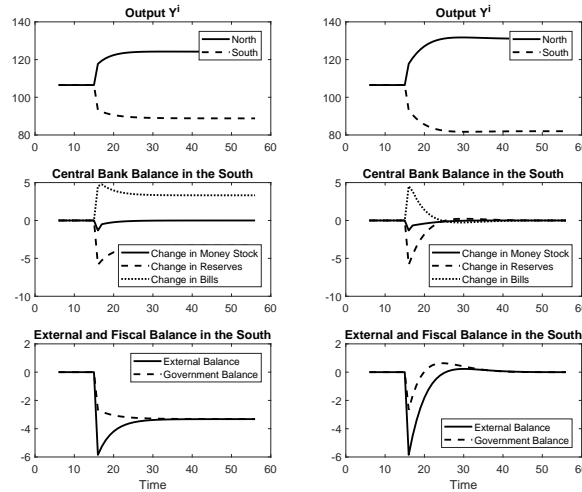 Output Yⁱ
140
120
100
80
0 10 20 30 40 50 60
North
South
Output Yⁱ
140
120
100
80
0 10 20 30 40 50 60
North
South
Central Bank Balance in the South
5
0
-5
-10
0 10 20 30 40 50 60
Change in Money Stock
Change in Reserves
Change in Bills
Central Bank Balance in the South
5
0
-5
-10
0 10 20 30 40 50 60
Change in Money Stock
Change in Reserves
Change in Bills
External and Fiscal Balance in the South
2
0
-2
-4
-6
0 10 20 30 40 50 60
External Balance
Government Balance
Time
External and Fiscal Balance in the South
2
0
-2
-4
-6
0 10 20 30 40 50 60
External Balance
Government Balance
Time